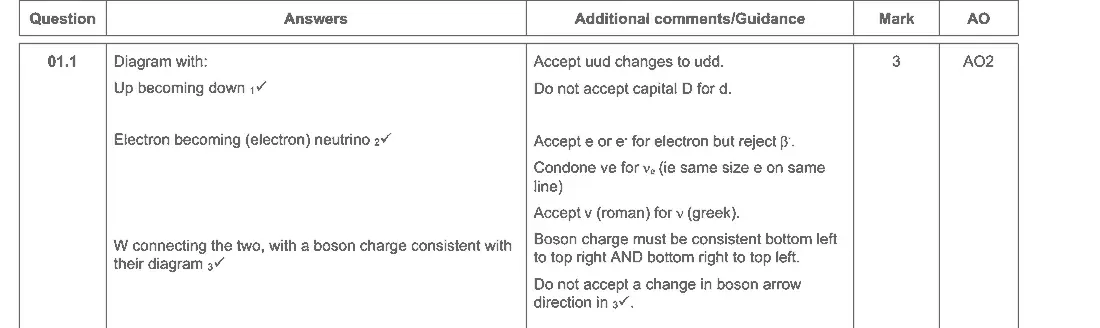 Question Answers Additional comments/Guidance Mark AO
01.1 Diagram with: Accept uud changes to udd. 3 AO2
Up becoming down 1✓ Do not accept capital D for d.
Electron becoming (electron) neutrino 2✓ Accept e or e- for electron but reject β-.
Condone ve for νe (ie same size e on same
line)
Accept v (roman) for ν (greek).
W connecting the two, with a boson charge consistent with
their diagram 3✓
Boson charge must be consistent bottom left
to top right AND bottom right to top left.
Do not accept a change in boson arrow
direction in 3✓.